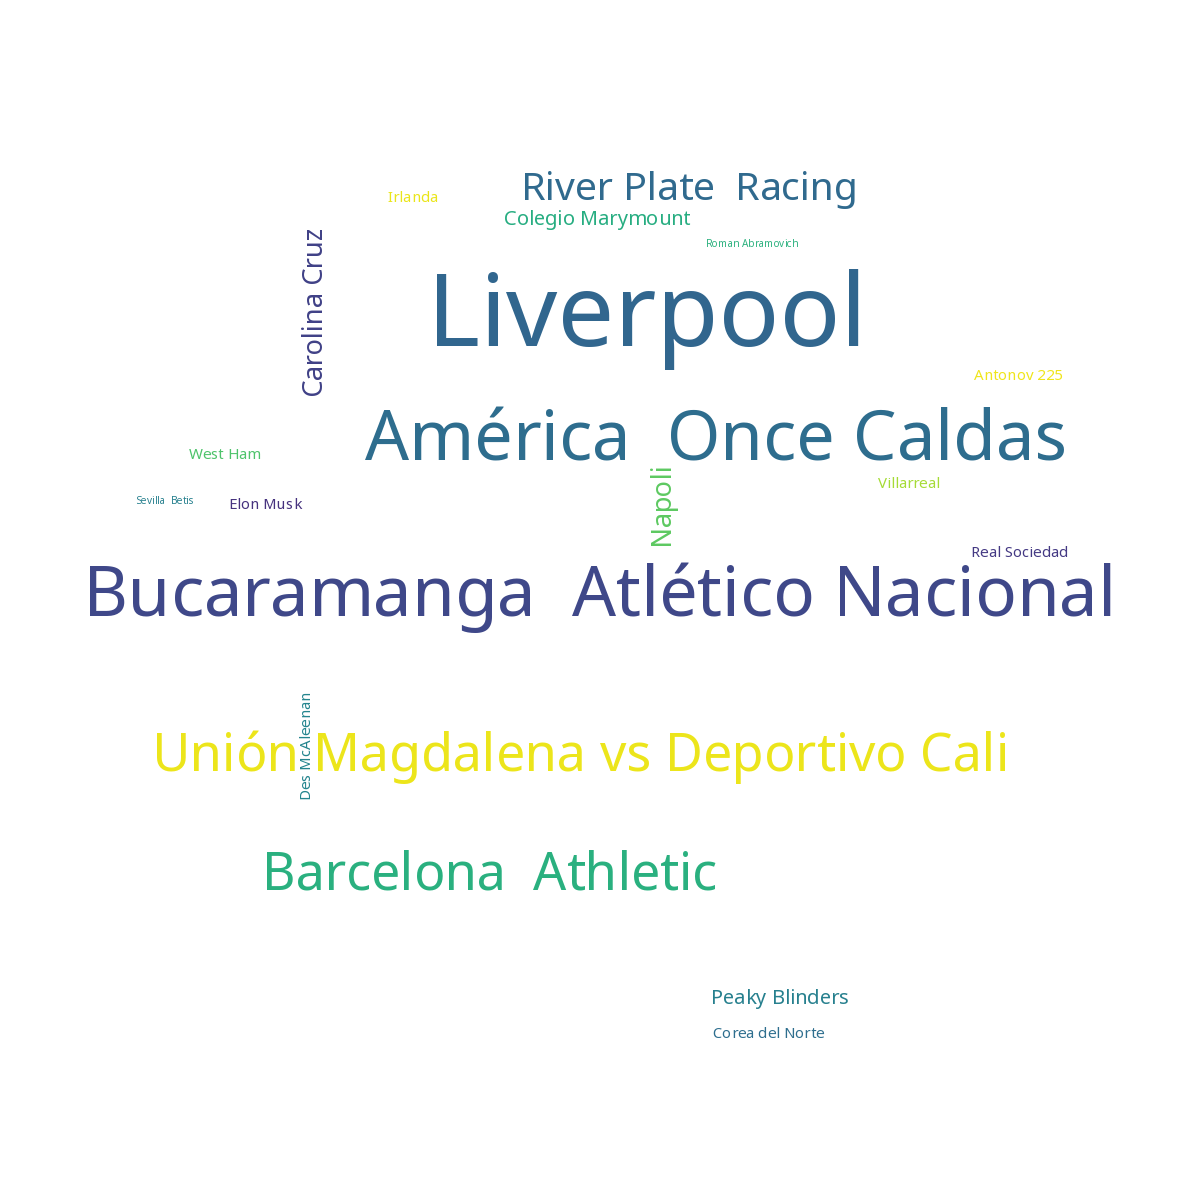 River Plate  Racing
Irlanda
Colegio Marymount
Roman Abramovich
Carolina Cruz
Liverpool
Antonov 225
América  Once Caldas
West Ham
Villarreal
Napoli
Sevilla  Betis
Elon Musk
Real Sociedad
Bucaramanga  Atlético Nacional
Des McAleenan
Unión Magdalena vs Deportivo Cali
Barcelona  Athletic
Peaky Blinders
Corea del Norte